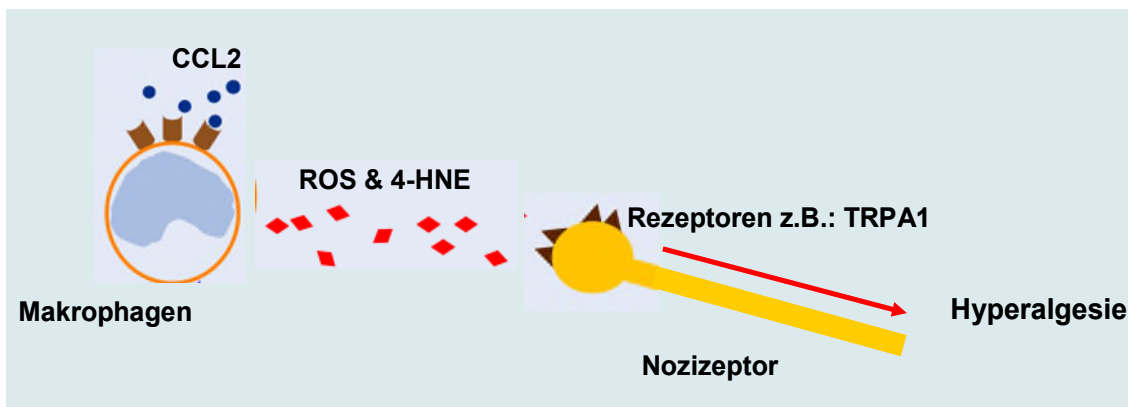 CCL2
ROS & 4-HNE
Rezeptoren z.B.: TRPA1
Makrophagen
Hyperalgesie
Nozizeptor